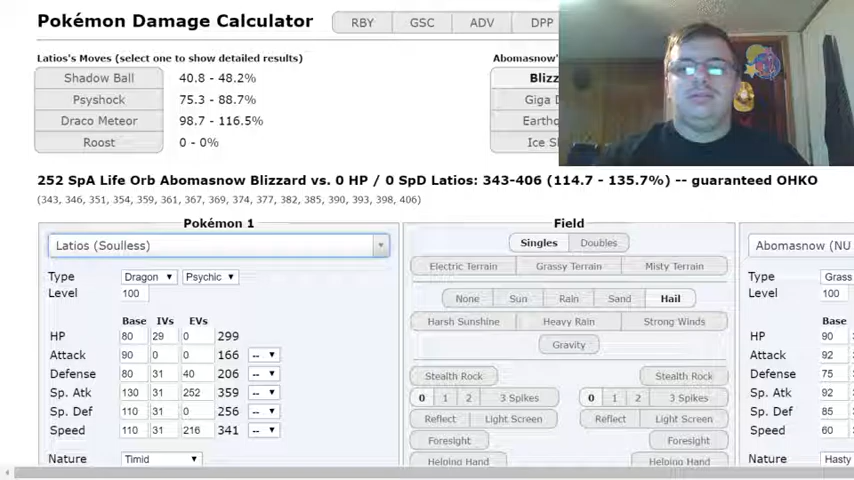 Pokémon Damage Calculator
RBY GSC ADV DPP
Latios's Moves (select one to show detailed results)
Shadow Ball 40.8 - 48.2%
Psyshock 75.3 - 88.7%
Draco Meteor 98.7 - 116.5%
Roost 0 - 0%
Abomasnow's
Blizz
Giga D
Earthq
Ice S
252 SpA Life Orb Abomasnow Blizzard vs. 0 HP / 0 SpD Latios: 343-406 (114.7 - 135.7%) -- guaranteed OHKO
(343, 346, 351, 354, 359, 361, 367, 369, 374, 377, 382, 385, 390, 393, 398, 406)
Pokémon 1
Latios (Soulless)
Type Dragon Psychic
Level 100
Base IVs EVs
HP 80 29 0 299
Attack 90 0 0 166 --
Defense 80 31 40 206 --
Sp. Atk 130 31 252 359 --
Sp. Def 110 31 0 256 --
Speed 110 31 216 341 --
Nature Timid
Field
Singles Doubles
Electric Terrain Grassy Terrain Misty Terrain
None Sun Rain Sand Hail
Harsh Sunshine Heavy Rain Strong Winds
Gravity
Stealth Rock Stealth Rock
0 1 2 3 Spikes 0 1 2 3 Spikes
Reflect Light Screen Reflect Light Screen
Foresight Foresight
Helping Hand Helping Hand
Abomasnow (NU
Type Grass
Level 100
Base
HP 90
Attack 92
Defense 75
Sp. Atk 92
Sp. Def 85
Speed 60
Nature Hasty